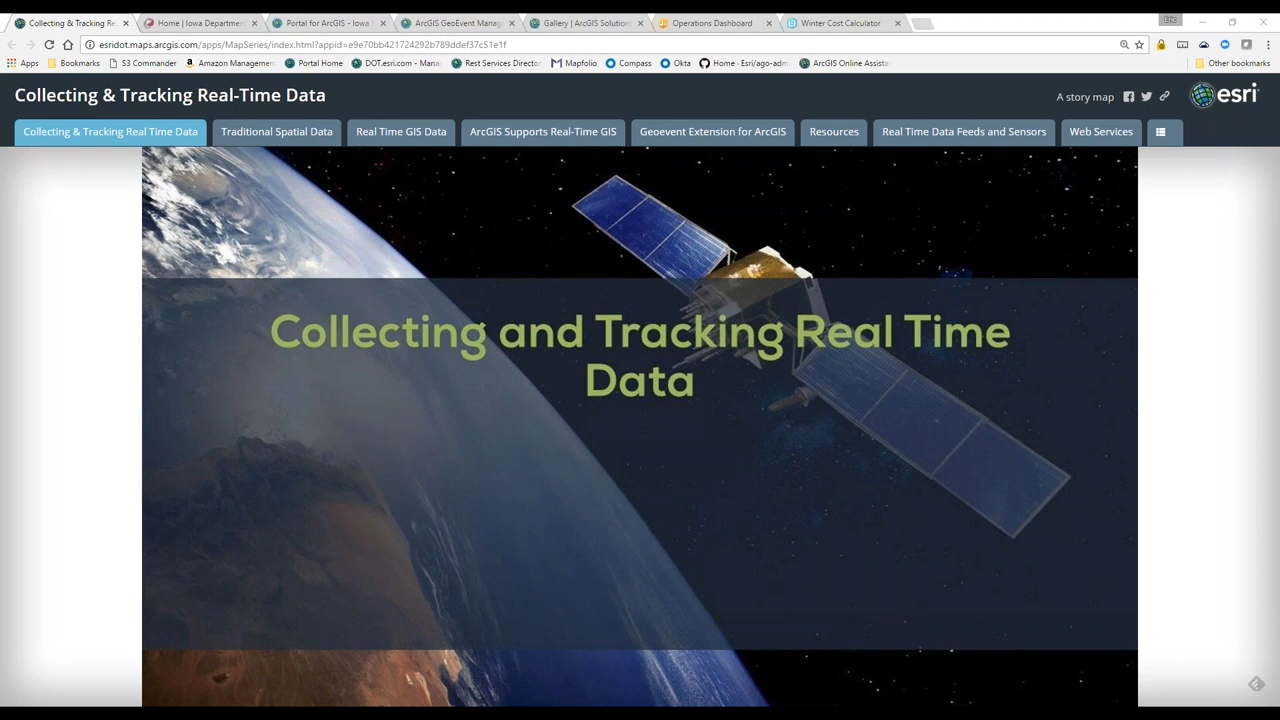 Collecting & Tracking Re
Home | Iowa Departmen
Portal for ArcGIS - Iowa
ArcGIS GeoEvent Manag
Gallery | ArcGIS Solution
Operations Dashboard
Winter Cost Calculator
Eric
esridot.maps.arcgis.com/apps/MapSeries/index.html?appid=e9e70bb421724292b789ddef37c51e1f
Apps
Bookmarks
S3 Commander
Amazon Managemen
Portal Home
DOT.esri.com - Mana
Rest Services Director
Mapfolio
Compass
Okta
Home · Esri/ago-adm
ArcGIS Online Assista
Other bookmarks
Collecting & Tracking Real-Time Data
A story map
esri
Collecting & Tracking Real Time Data
Traditional Spatial Data
Real Time GIS Data
ArcGIS Supports Real-Time GIS
Geoevent Extension for ArcGIS
Resources
Real Time Data Feeds and Sensors
Web Services
Collecting and Tracking Real Time
Data